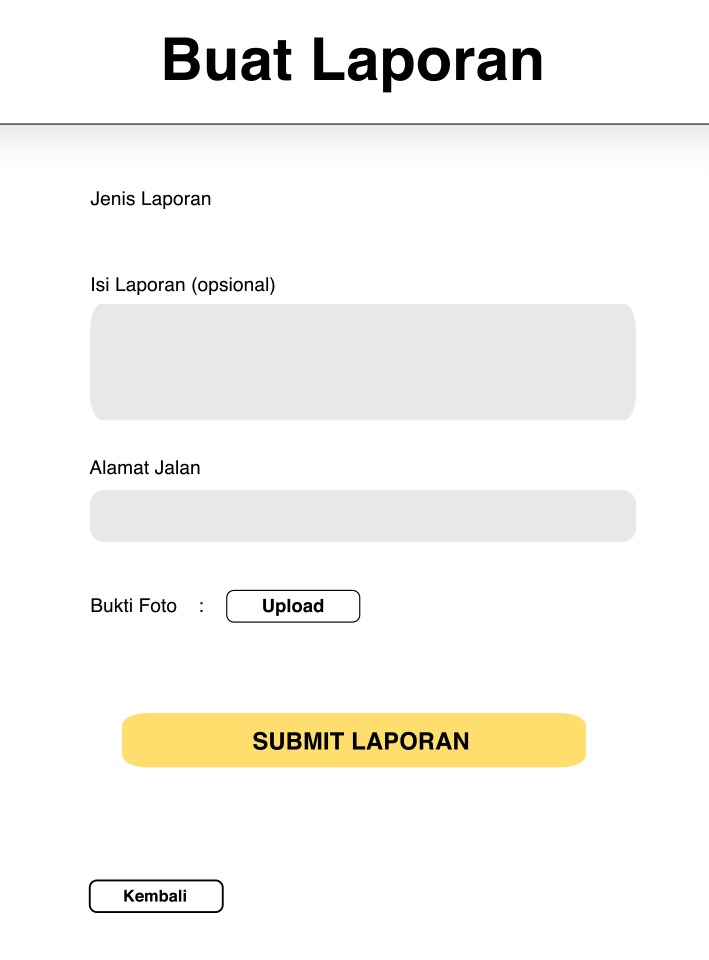 Buat Laporan
Jenis Laporan
Isi Laporan (opsional)
Alamat Jalan
Bukti Foto : Upload
SUBMIT LAPORAN
Kembali